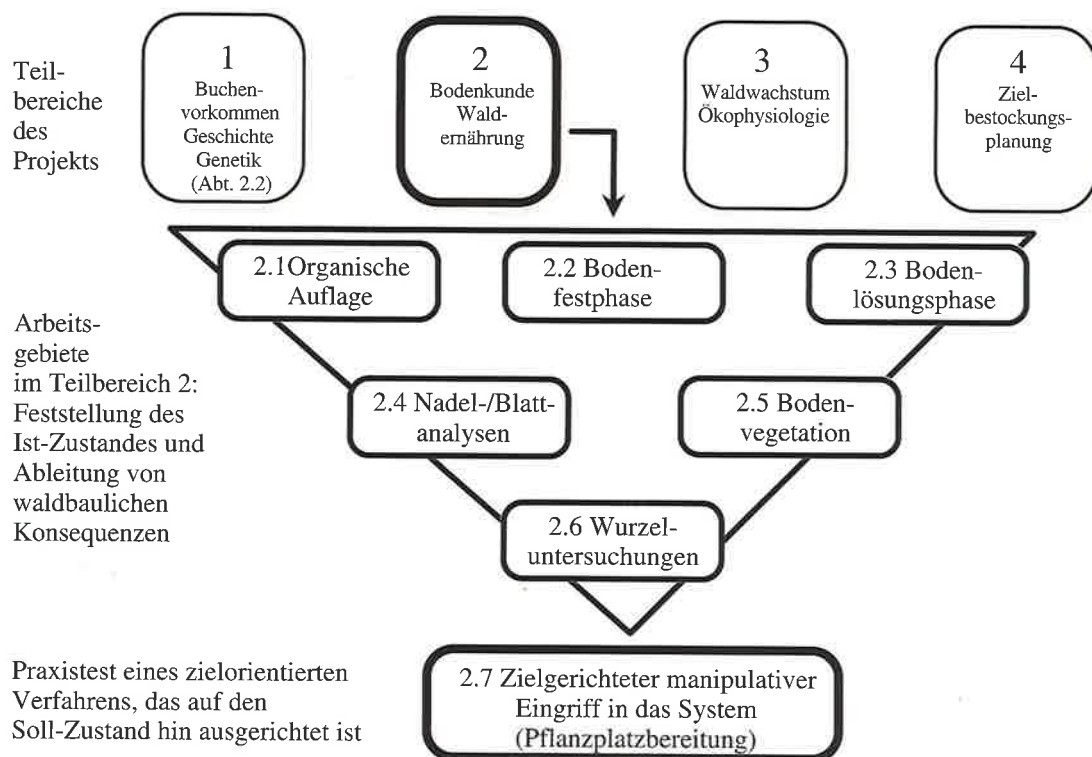 Teil-
bereiche
des
Projekts
1
Buchen-
vorkommen
Geschichte
Genetik
(Abt. 2.2)
2
Bodenkunde
Wald-
ernährung
3
Waldwachstum
Ökophysiologie
4
Ziel-
bestockungs-
planung
Arbeits-
gebiete
im Teilbereich 2:
Feststellung des
Ist-Zustandes und
Ableitung von
waldbaulichen
Konsequenzen
2.1Organische
Auflage
2.2 Boden-
festphase
2.3 Boden-
lösungsphase
2.4 Nadel-/Blatt-
analysen
2.5 Boden-
vegetation
2.6 Wurzel-
untersuchungen
Praxistest eines zielorientierten
Verfahrens, das auf den
Soll-Zustand hin ausgerichtet ist
2.7 Zielgerichteter manipulativer
Eingriff in das System
(Pflanzplatzbereitung)